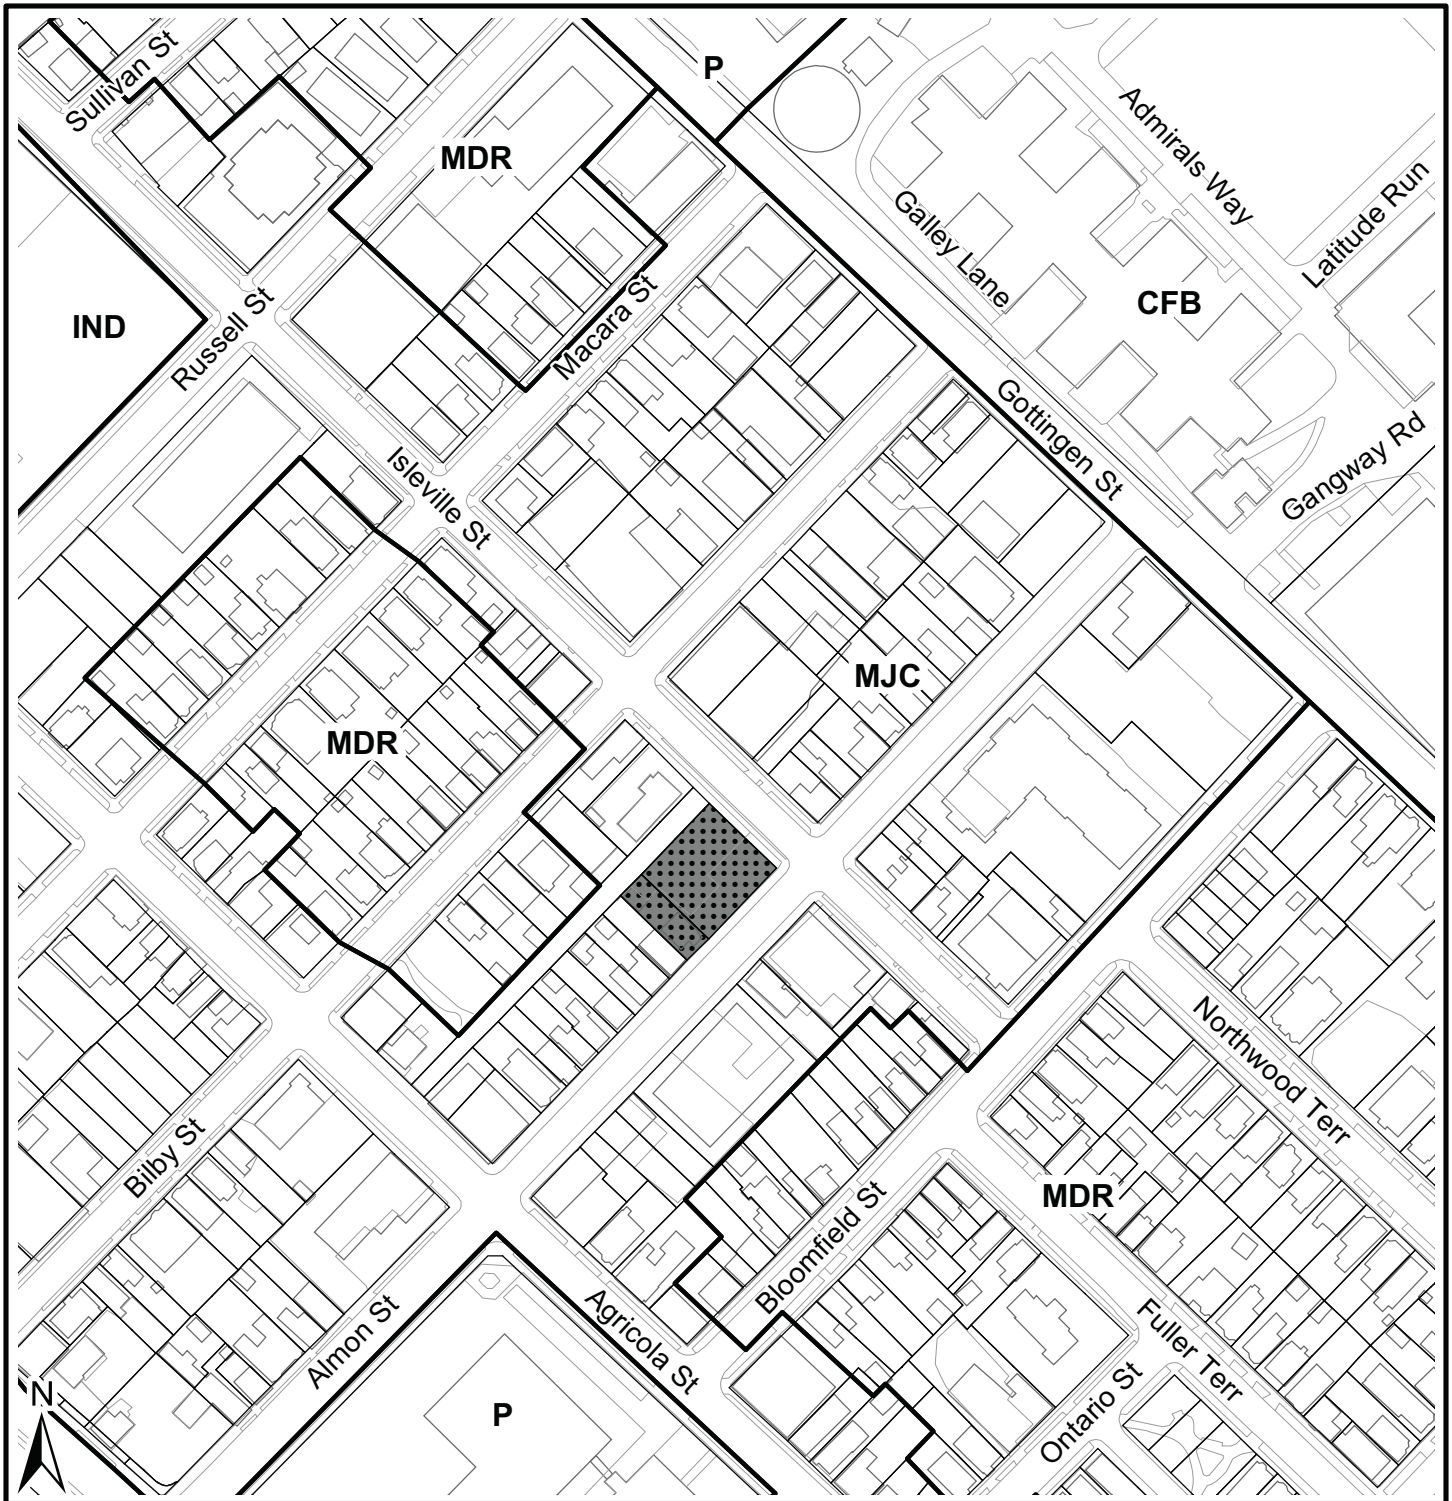 Sullivan St
P
MDR
Admirals Way
Latitude Run
Galley Lane
CFB
IND
Russell St
Macara St
Gottingen St
Gangway Rd
Isleville St
MJC
MDR
Northwood Terr
Bilby St
MDR
Bloomfield St
Almon St
Agricola St
Fuller Terr
Ontario St
N
P